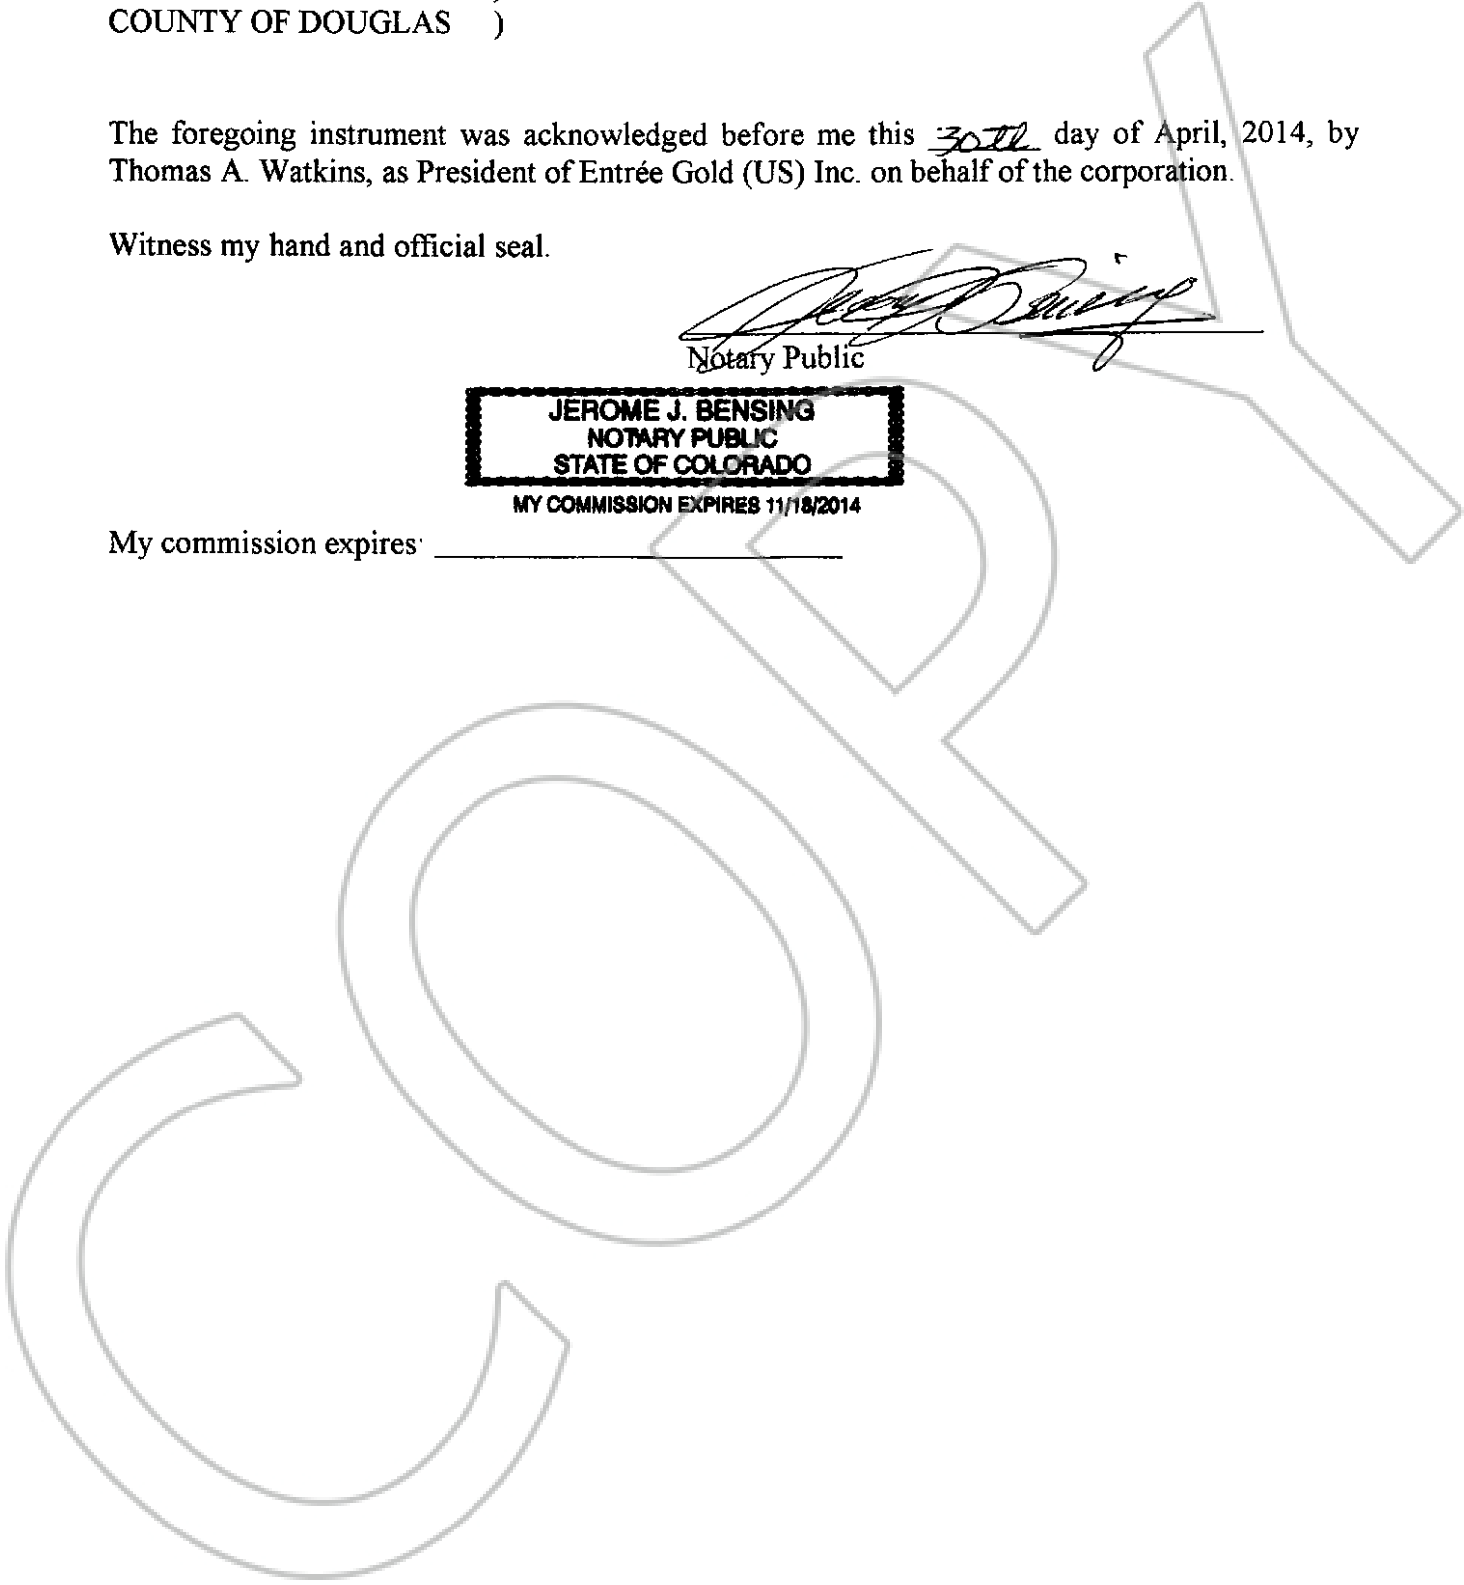 COUNTY OF DOUGLAS )
The foregoing instrument was acknowledged before me this 30th day of April, 2014, by
Thomas A. Watkins, as President of Entrée Gold (US) Inc. on behalf of the corporation.
Witness my hand and official seal.
Notary Public
JEROME J. BENSING
NOTARY PUBLIC
STATE OF COLORADO
MY COMMISSION EXPIRES 11/18/2014
My commission expires
COPY